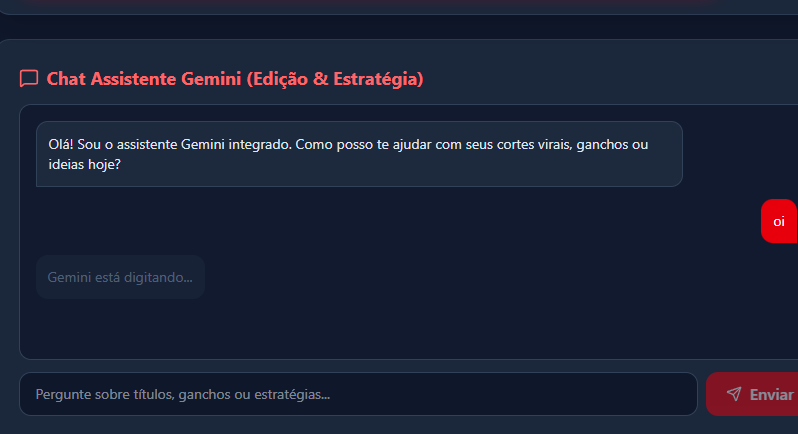 Chat Assistente Gemini (Edição & Estratégia)
Olá! Sou o assistente Gemini integrado. Como posso te ajudar com seus cortes virais, ganchos ou
ideias hoje?
oi
Gemini está digitando...
Pergunte sobre títulos, ganchos ou estratégias...
Enviar